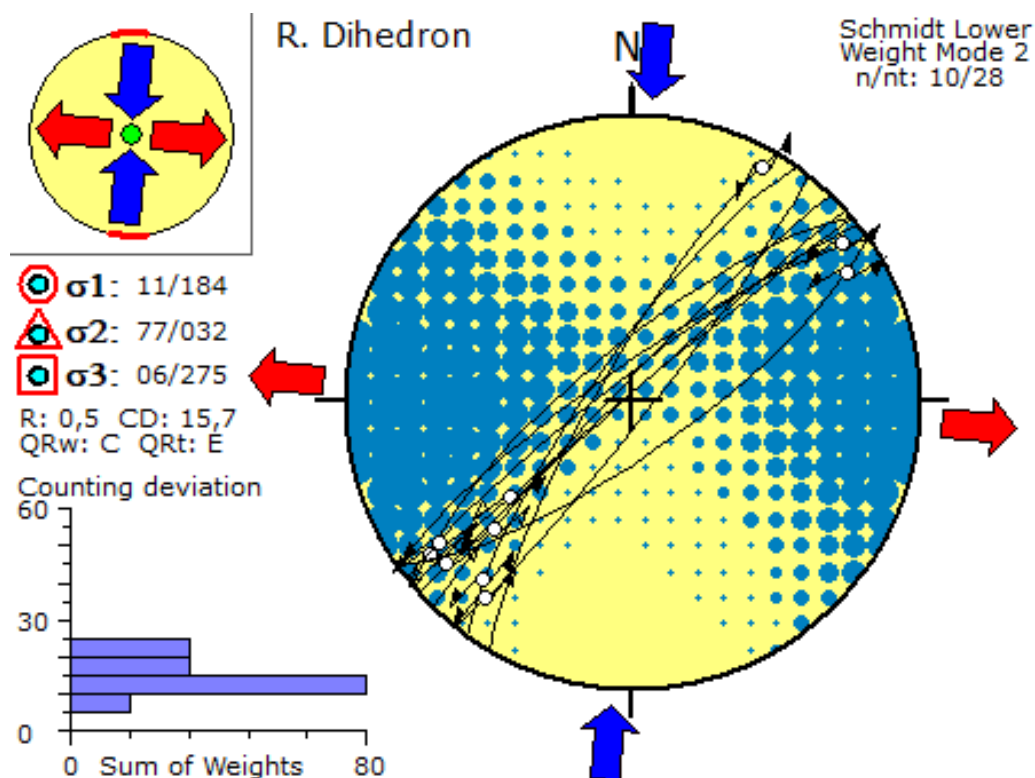 R. Dihedron
N
Schmidt Lower
Weight Mode 2
n/nt: 10/28
σ1: 11/184
σ2: 77/032
σ3: 06/275
R: 0,5 CD: 15,7
QRw: C QRt: E
Counting deviation
60
30
0
0 Sum of Weights 80